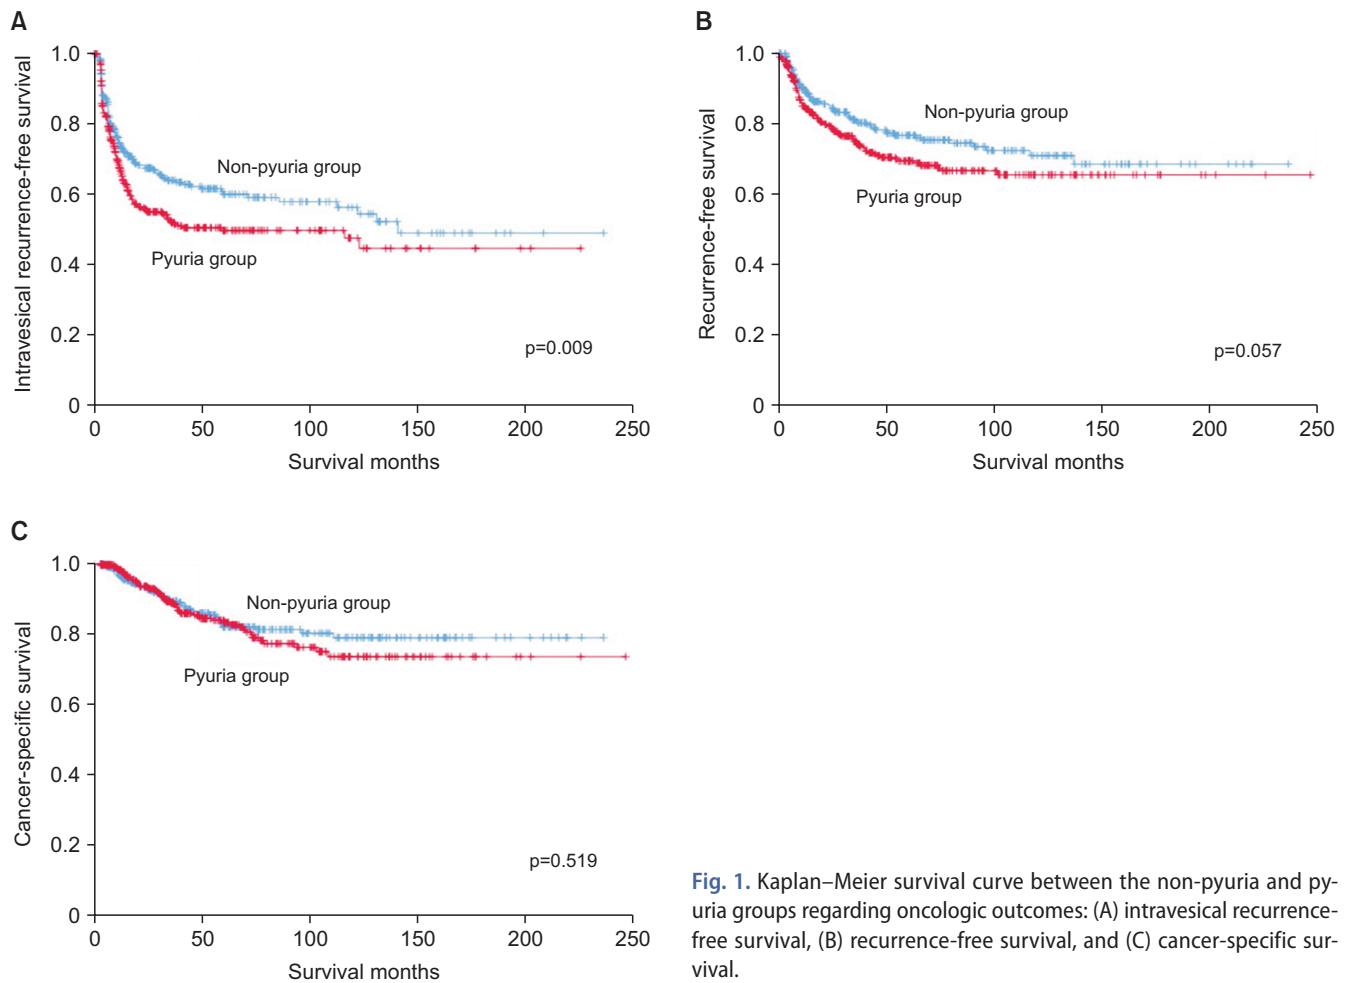 A
Intravesical recurrence-free survival
1.0
0.8
0.6
0.4
0.2
0
Non-pyuria group
Pyuria group
p=0.009
0 50 100 150 200 250
Survival months
B
Recurrence-free survival
1.0
0.8
0.6
0.4
0.2
0
Non-pyuria group
Pyuria group
p=0.057
0 50 100 150 200 250
Survival months
C
Cancer-specific survival
1.0
0.8
0.6
0.4
0.2
0
Non-pyuria group
Pyuria group
p=0.519
0 50 100 150 200 250
Survival months
Fig. 1. Kaplan–Meier survival curve between the non-pyuria and py-
uria groups regarding oncologic outcomes: (A) intravesical recurrence-
free survival, (B) recurrence-free survival, and (C) cancer-specific sur-
vival.